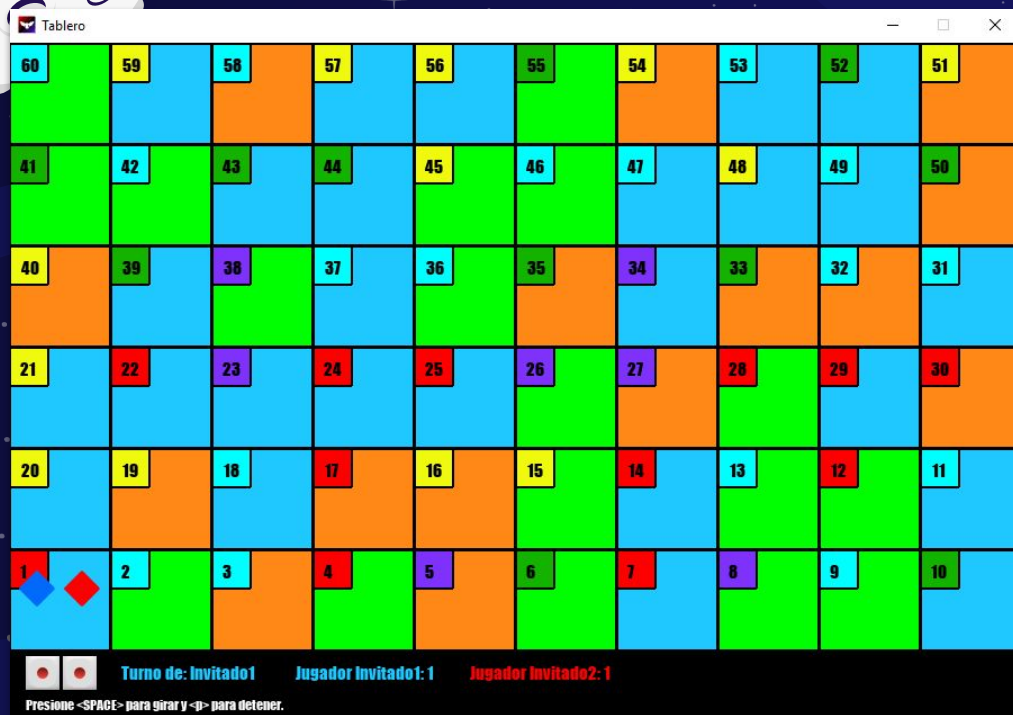 Tablero
60 59 58 57 56 55 54 53 52 51
41 42 43 44 45 46 47 48 49 50
40 39 38 37 36 35 34 33 32 31
21 22 23 24 25 26 27 28 29 30
20 19 18 17 16 15 14 13 12 11
1 2 3 4 5 6 7 8 9 10
Turno de: Invitado1 Jugador Invitado1: 1 Jugador Invitado2: 1
Presione <SPACE> para girar y <p> para detener.